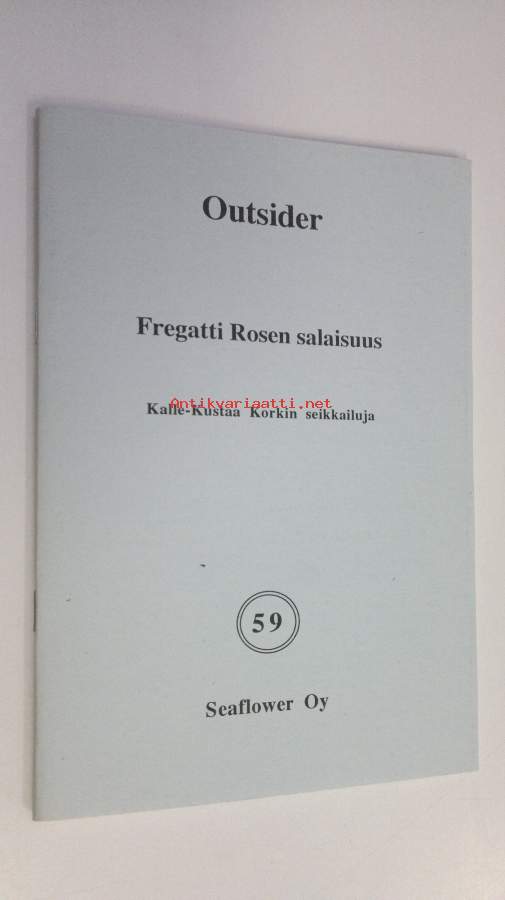 Outsider
Fregatti Rosen salaisuus
Antikvariaatti.net
Kalle-Kustaa Korkin seikkailuja
59
Seaflower Oy